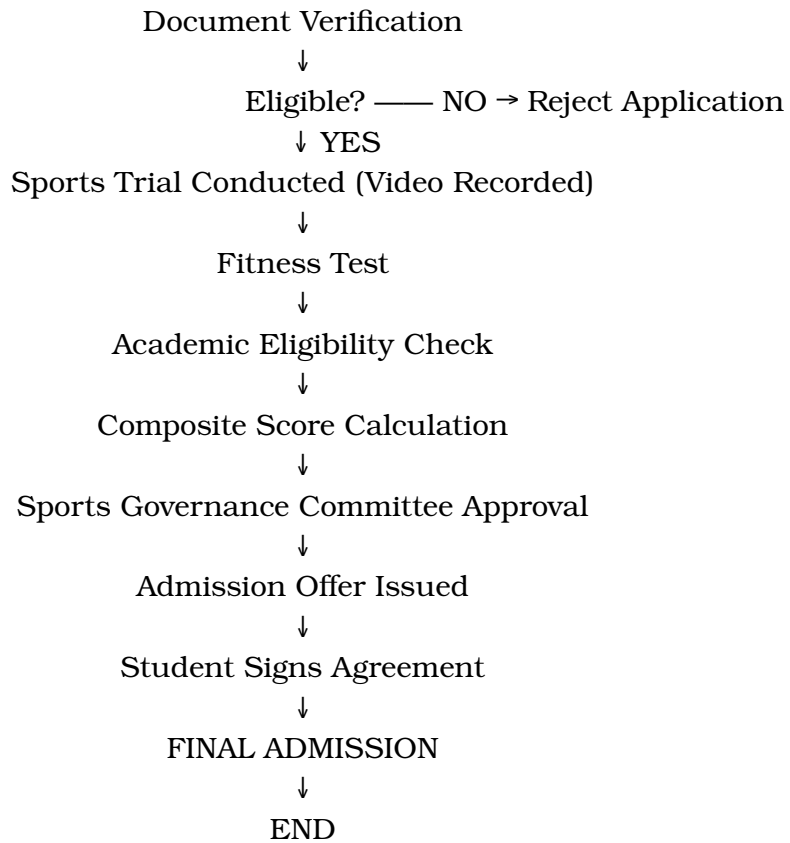 Document Verification
↓
Eligible? —— NO → Reject Application
↓ YES
Sports Trial Conducted (Video Recorded)
↓
Fitness Test
↓
Academic Eligibility Check
↓
Composite Score Calculation
↓
Sports Governance Committee Approval
↓
Admission Offer Issued
↓
Student Signs Agreement
↓
FINAL ADMISSION
↓
END